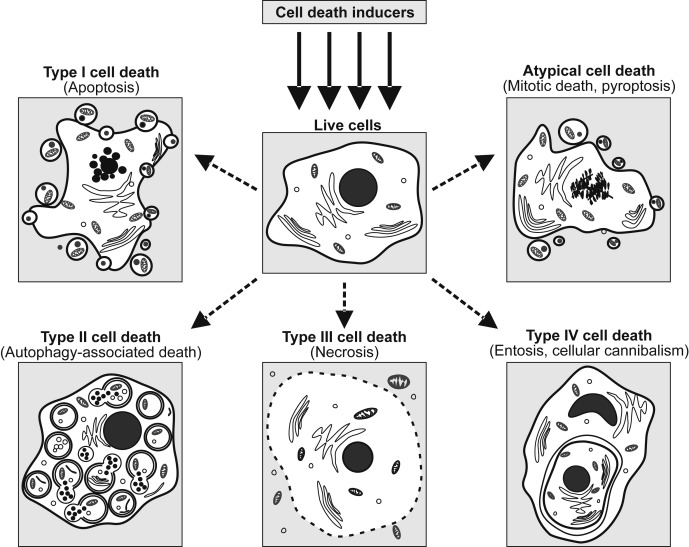 Cell death inducers
Type I cell death
(Apoptosis)
Atypical cell death
(Mitotic death, pyroptosis)
Live cells
Type II cell death
(Autophagy-associated death)
Type III cell death
(Necrosis)
Type IV cell death
(Entosis, cellular cannibalism)